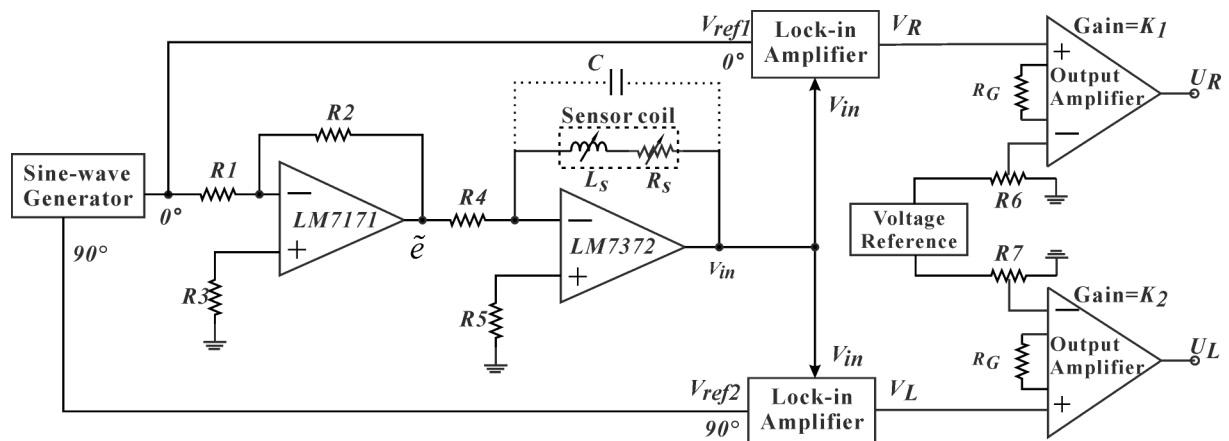 Sine-wave
Generator
0°
90°
R1
R2
R3
LM7171
ẽ
R4
R5
C
Sensor coil
Ls
Rs
LM7372
Vin
Vref1
0°
Lock-in
Amplifier
VR
Vin
Vin
Vref2
90°
Lock-in
Amplifier
VL
Voltage
Reference
R6
R7
Gain=K1
Output
Amplifier
RG
UR
Gain=K2
Output
Amplifier
RG
UL